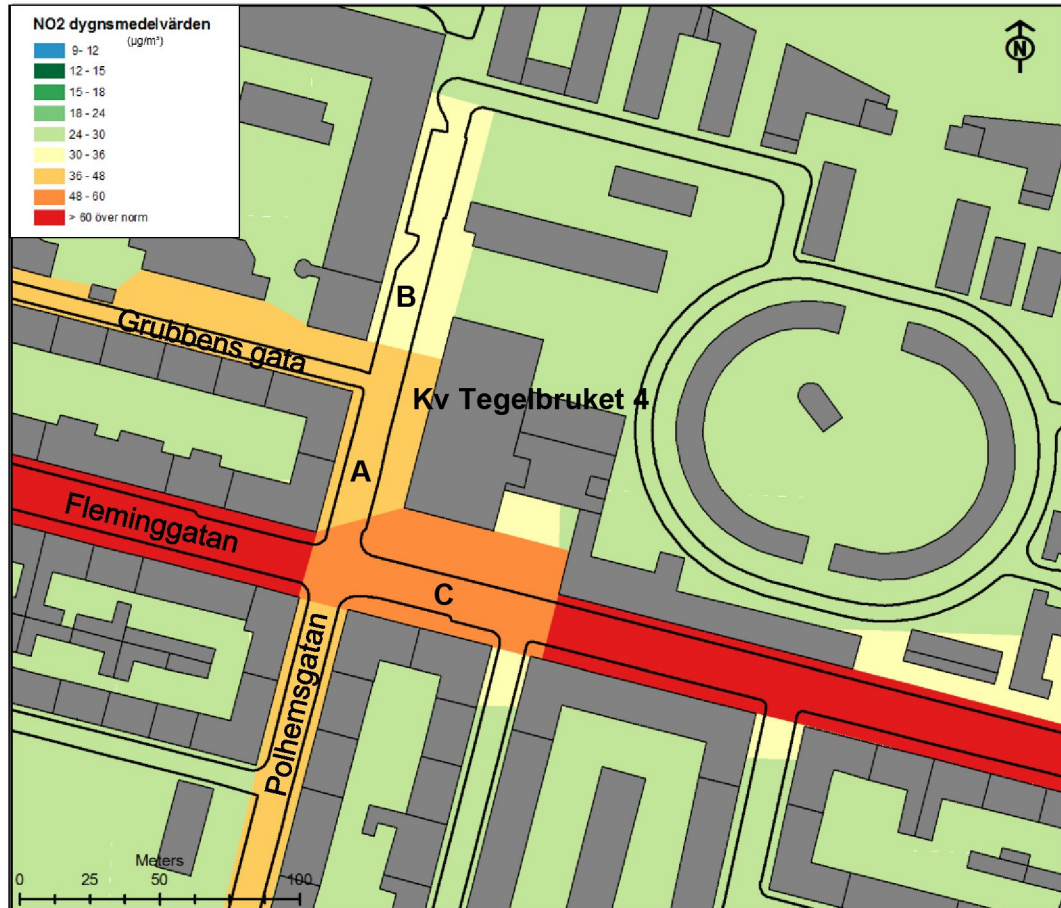 NO2 dygnsmedelvärden
(µg/m³)
9- 12
12 - 15
15 - 18
18 - 24
24 - 30
30 - 36
36 - 48
48 - 60
> 60 över norm
N
B
Grubbens gata
Kv Tegelbruket 4
A
Fleminggatan
C
Polhemsgatan
Meters
0 25 50 100